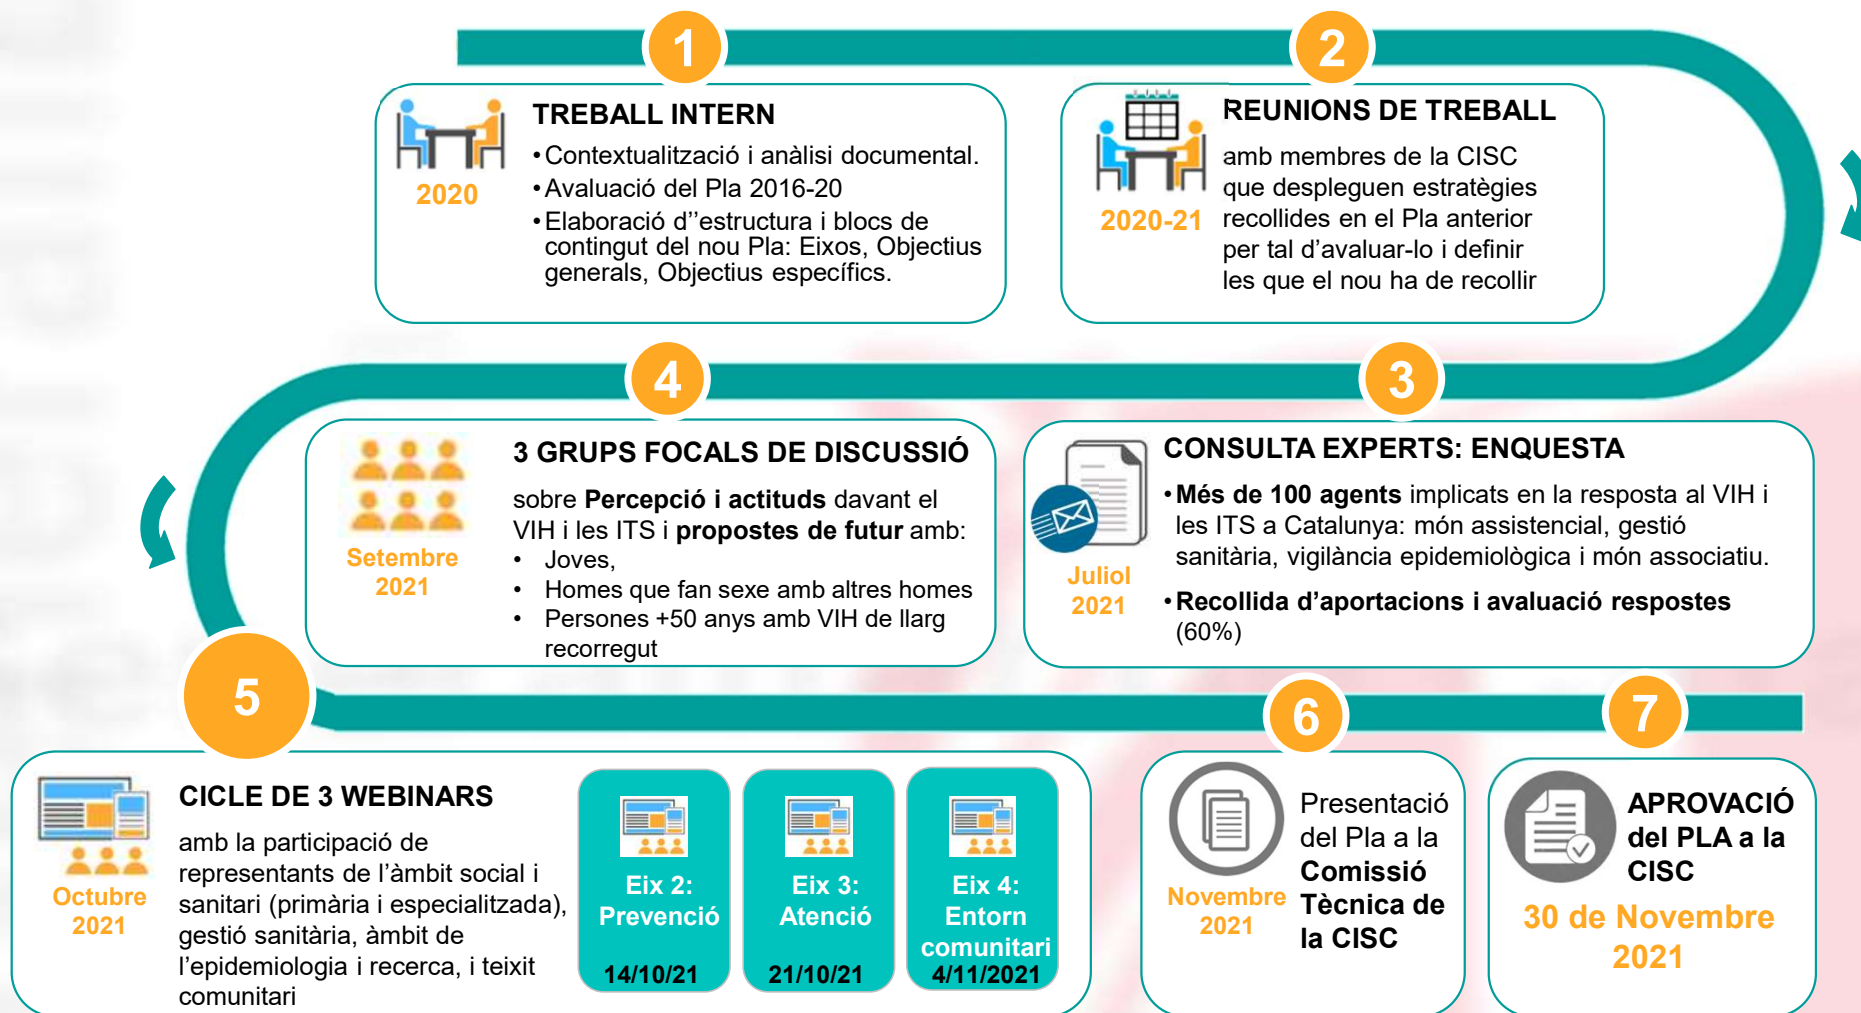 1
TREBALL INTERN
2020
•Contextualització i anàlisi documental.
•Avaluació del Pla 2016-20
•Elaboració d''estructura i blocs de
contingut del nou Pla: Eixos, Objectius
generals, Objectius específics.
2
REUNIONS DE TREBALL
2020-21
amb membres de la CISC
que despleguen estratègies
recollides en el Pla anterior
per tal d'avaluar-lo i definir
les que el nou ha de recollir
3
CONSULTA EXPERTS: ENQUESTA
Juliol
2021
•Més de 100 agents implicats en la resposta al VIH i
les ITS a Catalunya: món assistencial, gestió
sanitària, vigilància epidemiològica i món associatiu.
•Recollida d'aportacions i avaluació respostes
(60%)
4
3 GRUPS FOCALS DE DISCUSSIÓ
Setembre
2021
sobre Percepció i actituds davant el
VIH i les ITS i propostes de futur amb:
• Joves,
• Homes que fan sexe amb altres homes
• Persones +50 anys amb VIH de llarg
recorregut
5
CICLE DE 3 WEBINARS
Octubre
2021
amb la participació de
representants de l'àmbit social i
sanitari (primària i especialitzada),
gestió sanitària, àmbit de
l'epidemiologia i recerca, i teixit
comunitari
Eix 2:
Prevenció
14/10/21
Eix 3:
Atenció
21/10/21
Eix 4:
Entorn
comunitari
4/11/2021
6
Novembre
2021
Presentació
del Pla a la
Comissió
Tècnica de
la CISC
7
APROVACIÓ
del PLA a la
CISC
30 de Novembre
2021